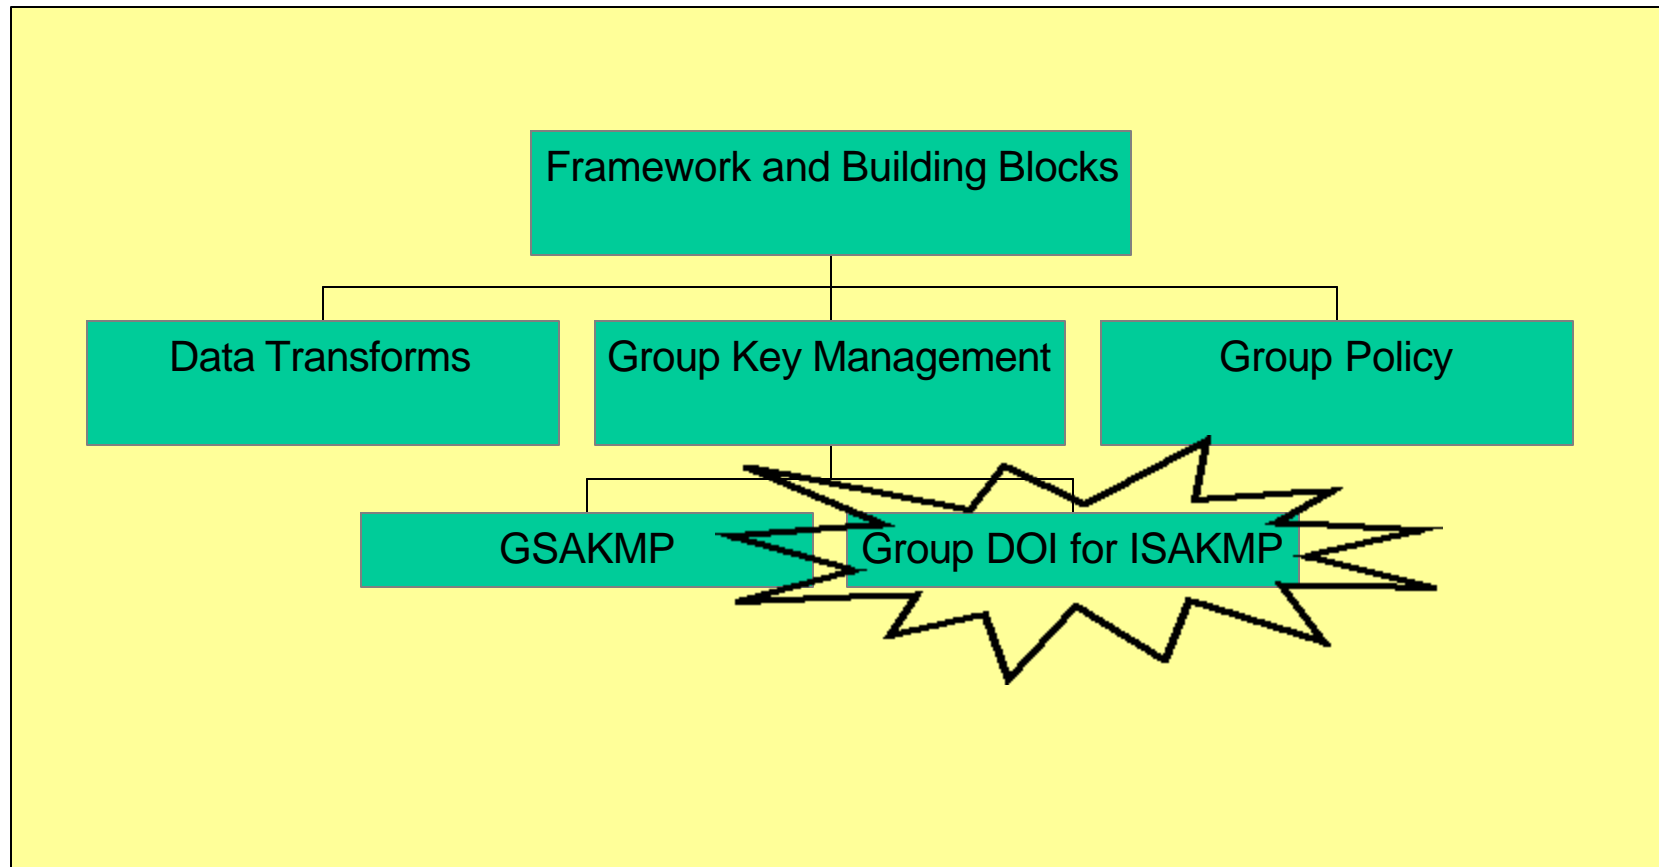 Framework and Building Blocks
Data Transforms
Group Key Management
Group Policy
GSAKMP
Group DOI for ISAKMP